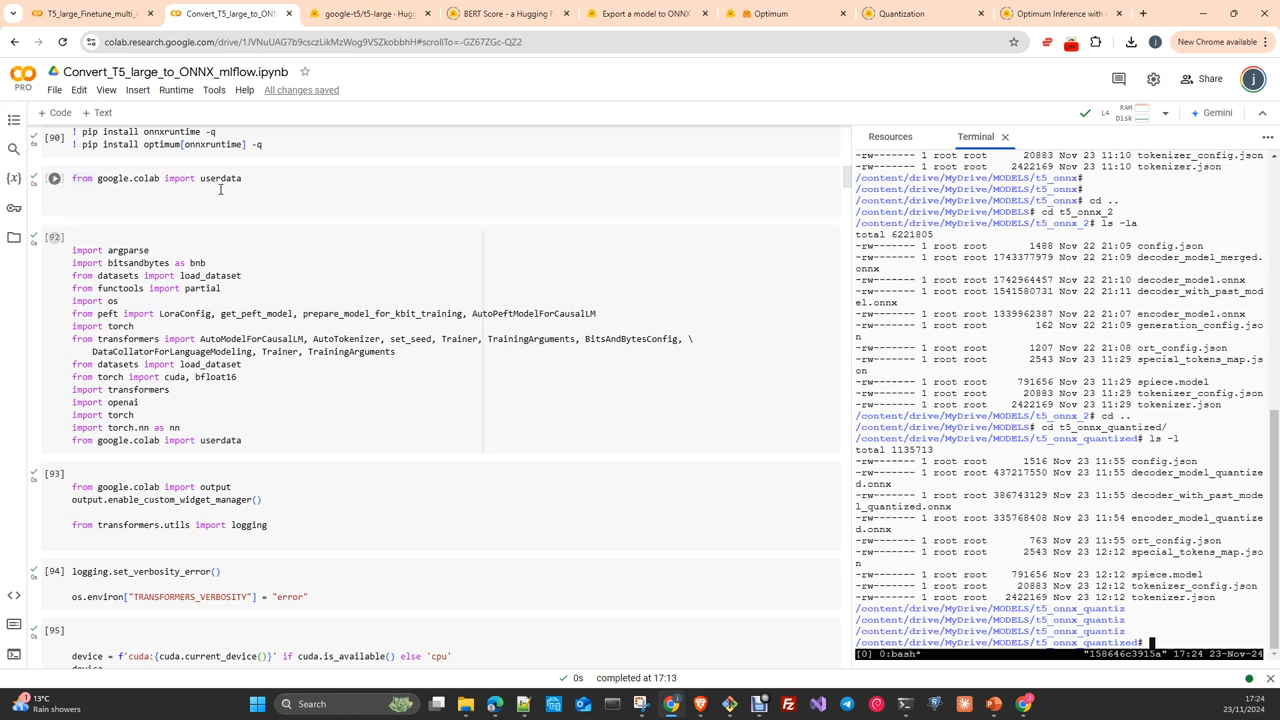 T5_large_Finetune_multi_r
Convert_T5_large_to_ONN
google-t5/t5-large · Hugg
BERT Score - a Hugging F
Export a model to ONNX
Optimum
Quantization
Optimum Inference with O
colab.research.google.com/drive/1JVNuUAG7b9csczLikMzWog9VSZkobbhH#scrollTo=-GZ67ZGc-QZ2
New Chrome available
Convert_T5_large_to_ONNX_mlflow.ipynb
PRO
File Edit View Insert Runtime Tools Help All changes saved
Share
+ Code + Text
L4 RAM Disk
Gemini
[90]
6s
! pip install onnxruntime -q
! pip install optimum[onnxruntime] -q
0s
from google.colab import userdata
[92]
0s
import argparse
import bitsandbytes as bnb
from datasets import load_dataset
from functools import partial
import os
from peft import LoraConfig, get_peft_model, prepare_model_for_kbit_training, AutoPeftModelForCausalLM
import torch
from transformers import AutoModelForCausalLM, AutoTokenizer, set_seed, Trainer, TrainingArguments, BitsAndBytesConfig, \
DataCollatorForLanguageModeling, Trainer, TrainingArguments
from datasets import load_dataset
from torch import cuda, bfloat16
import transformers
import openai
import torch
import torch.nn as nn
from google.colab import userdata
[93]
0s
from google.colab import output
output.enable_custom_widget_manager()
from transformers.utils import logging
[94] logging.set_verbosity_error()
0s
os.environ["TRANSFORMERS_VERBOSITY"] = "error"
[95]
0s
device = f'cuda:{cuda.current_device()}' if cuda.is_available() else 'cpu'
device
Resources Terminal
-rw------- 1 root root 20883 Nov 23 11:10 tokenizer_config.json
-rw------- 1 root root 2422169 Nov 23 11:10 tokenizer.json
/content/drive/MyDrive/MODELS/t5_onnx#
/content/drive/MyDrive/MODELS/t5_onnx#
/content/drive/MyDrive/MODELS/t5_onnx# cd ..
/content/drive/MyDrive/MODELS# cd t5_onnx_2
/content/drive/MyDrive/MODELS/t5_onnx_2# ls -la
total 6221805
-rw------- 1 root root 1488 Nov 22 21:09 config.json
-rw------- 1 root root 1743377979 Nov 22 21:09 decoder_model_merged.
onnx
-rw------- 1 root root 1742964457 Nov 22 21:10 decoder_model.onnx
-rw------- 1 root root 1541580731 Nov 22 21:11 decoder_with_past_mod
el.onnx
-rw------- 1 root root 1339962387 Nov 22 21:07 encoder_model.onnx
-rw------- 1 root root 162 Nov 22 21:09 generation_config.jso
n
-rw------- 1 root root 1207 Nov 22 21:08 ort_config.json
-rw------- 1 root root 2543 Nov 23 11:29 special_tokens_map.js
on
-rw------- 1 root root 791656 Nov 23 11:29 spiece.model
-rw------- 1 root root 20883 Nov 23 11:29 tokenizer_config.json
-rw------- 1 root root 2422169 Nov 23 11:29 tokenizer.json
/content/drive/MyDrive/MODELS/t5_onnx_2# cd ..
/content/drive/MyDrive/MODELS# cd t5_onnx_quantized/
/content/drive/MyDrive/MODELS/t5_onnx_quantized# ls -l
total 1135713
-rw------- 1 root root 1516 Nov 23 11:55 config.json
-rw------- 1 root root 437217550 Nov 23 11:55 decoder_model_quantize
d.onnx
-rw------- 1 root root 386743129 Nov 23 11:55 decoder_with_past_mode
l_quantized.onnx
-rw------- 1 root root 335768408 Nov 23 11:54 encoder_model_quantize
d.onnx
-rw------- 1 root root 763 Nov 23 11:55 ort_config.json
-rw------- 1 root root 2543 Nov 23 12:12 special_tokens_map.jso
n
-rw------- 1 root root 791656 Nov 23 12:12 spiece.model
-rw------- 1 root root 20883 Nov 23 12:12 tokenizer_config.json
-rw------- 1 root root 2422169 Nov 23 12:12 tokenizer.json
/content/drive/MyDrive/MODELS/t5_onnx_quantiz
/content/drive/MyDrive/MODELS/t5_onnx_quantiz
/content/drive/MyDrive/MODELS/t5_onnx_quantiz
/content/drive/MyDrive/MODELS/t5_onnx_quantized#
[0] 0:bash* "158646c3915a" 17:24 23-Nov-24
0s completed at 17:13
13°C
Rain showers
Search
17:24
23/11/2024